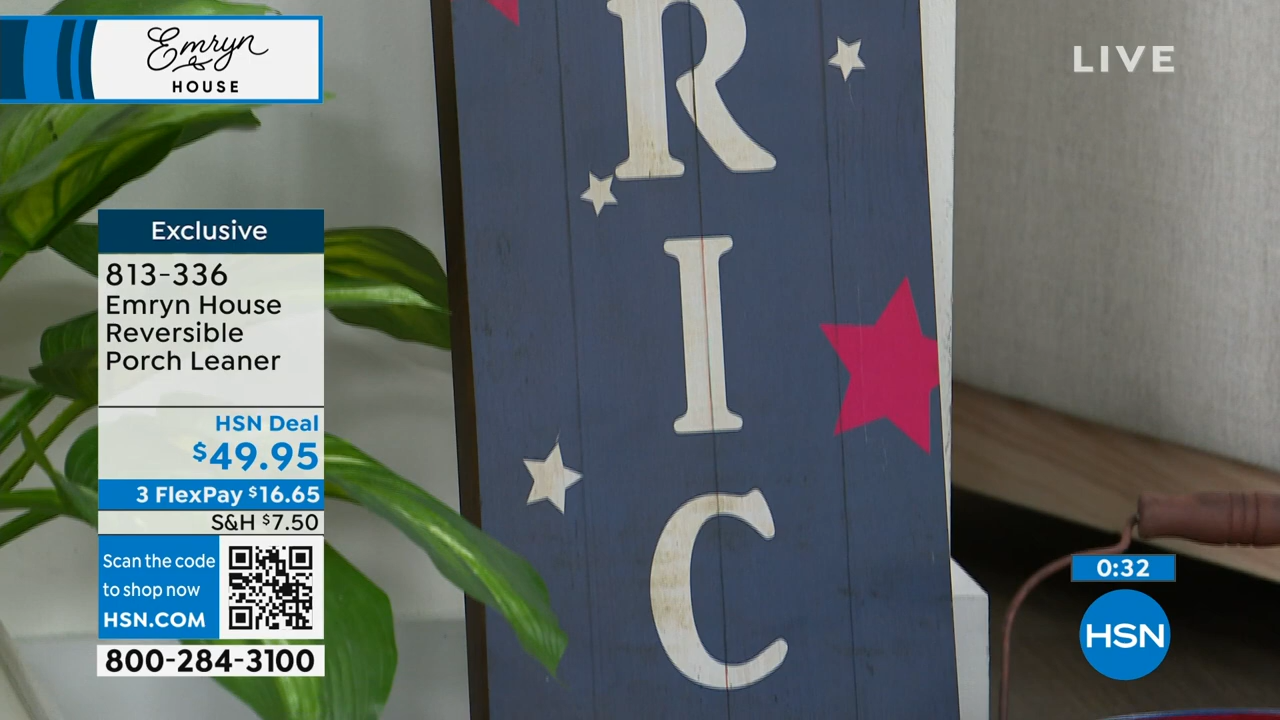 Emryn
HOUSE
LIVE
Exclusive
813-336
Emryn House
Reversible
Porch Leaner
HSN Deal
$49.95
3 FlexPay $16.65
S&H $7.50
Scan the code
to shop now
HSN.COM
800-284-3100
R
I
C
0:32
HSN